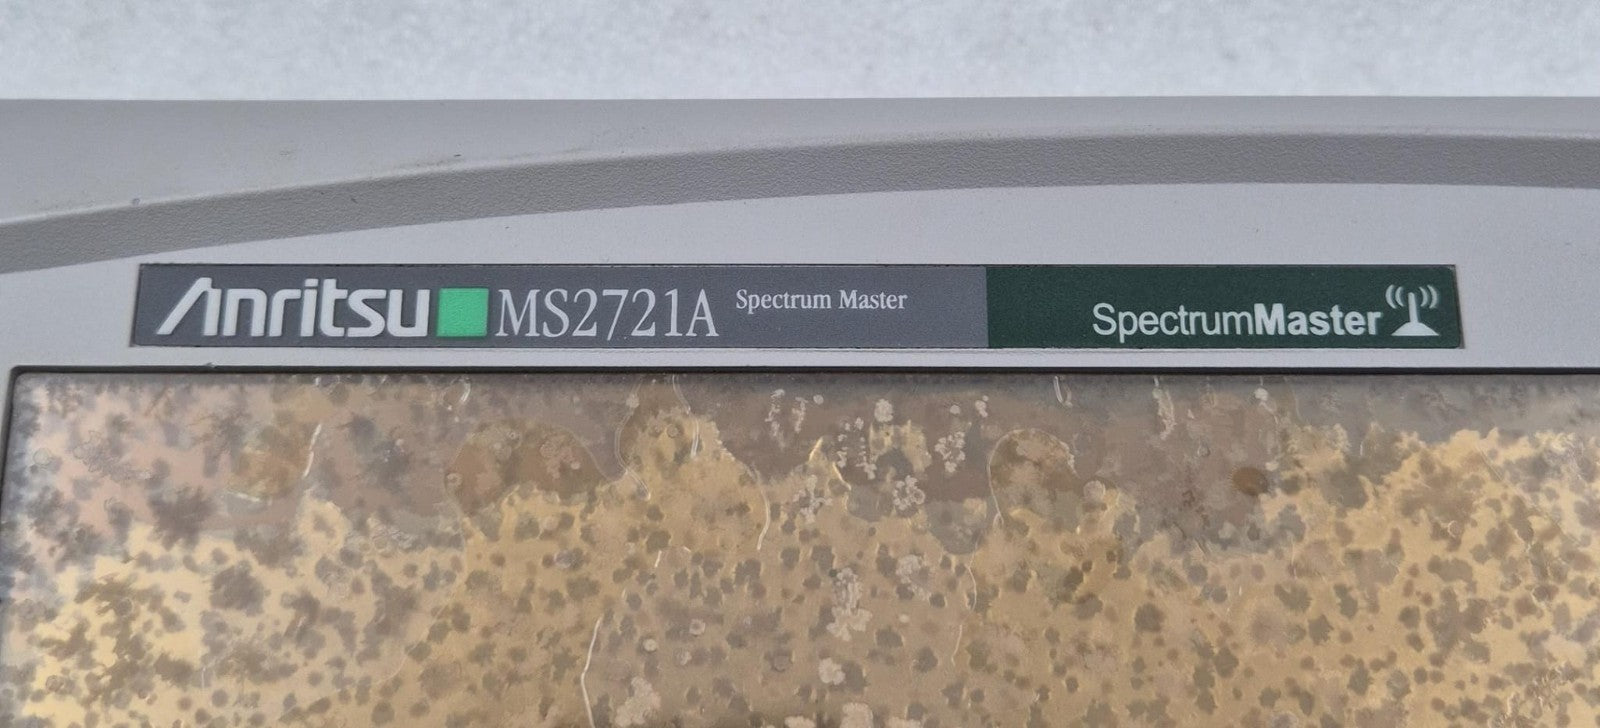 Anritsu MS2721A Spectrum Master
SpectrumMaster